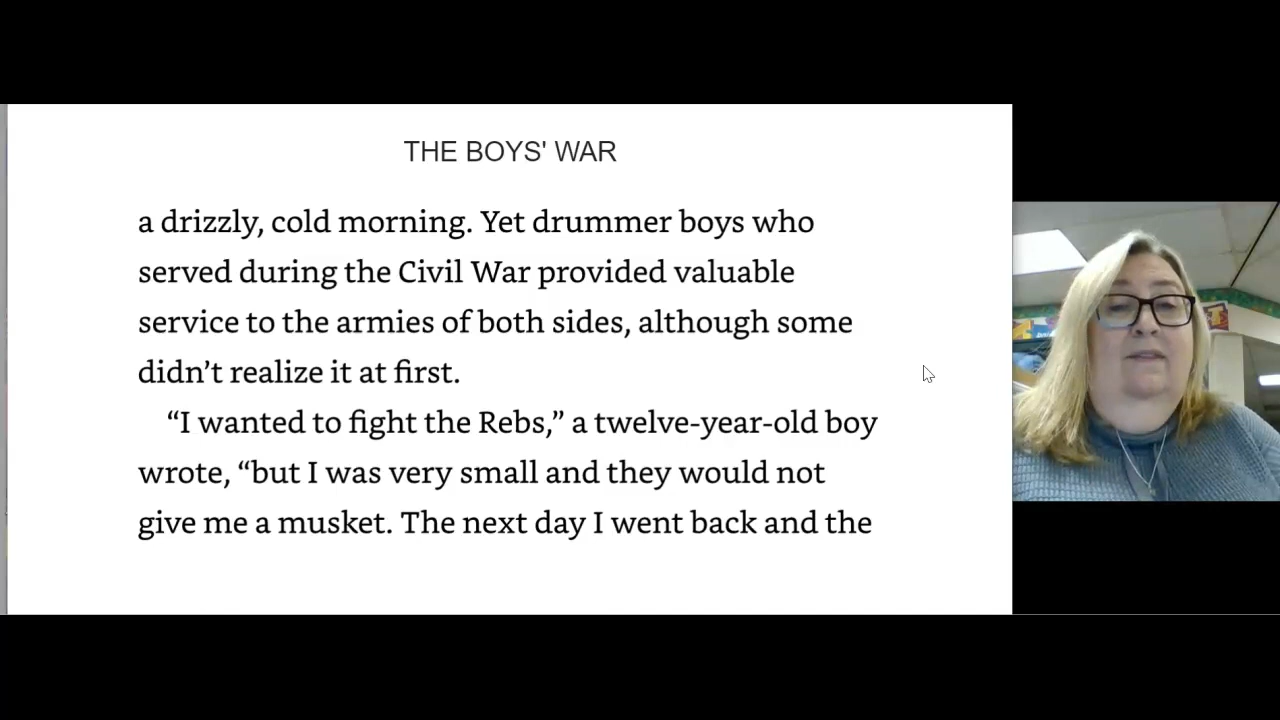 THE BOYS' WAR
a drizzly, cold morning. Yet drummer boys who
served during the Civil War provided valuable
service to the armies of both sides, although some
didn’t realize it at first.
“I wanted to fight the Rebs,” a twelve-year-old boy
wrote, “but I was very small and they would not
give me a musket. The next day I went back and the